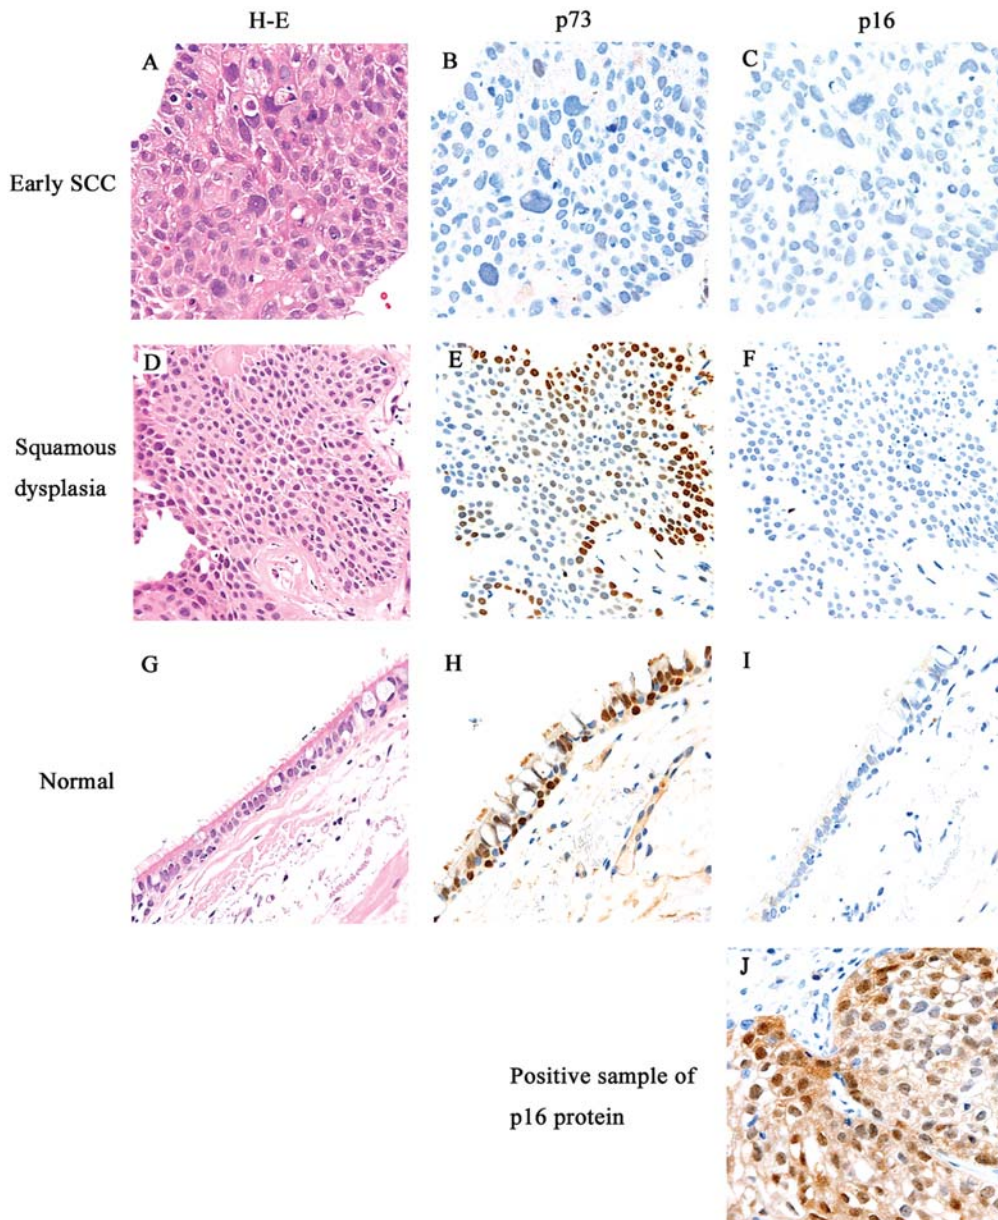 H-E p73 p16
A B C
Early SCC
D E F
Squamous
dysplasia
G H I
Normal
J
Positive sample of
p16 protein